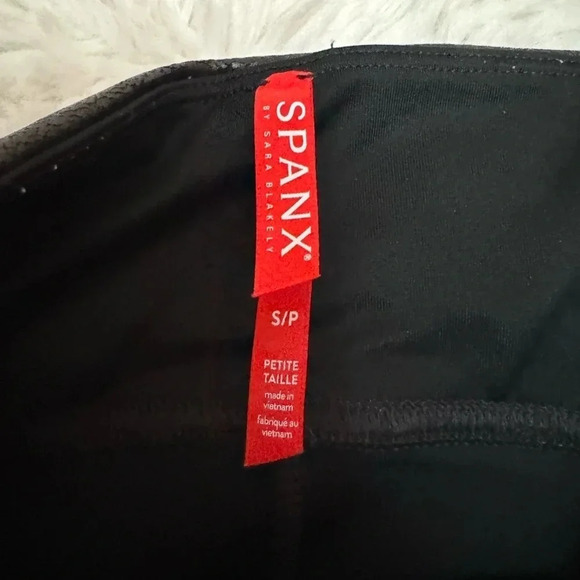 SPANX®
BY SARA BLAKELY
S/P
PETITE
TAILLE
made in
vietnam
fabriqué au
vietnam